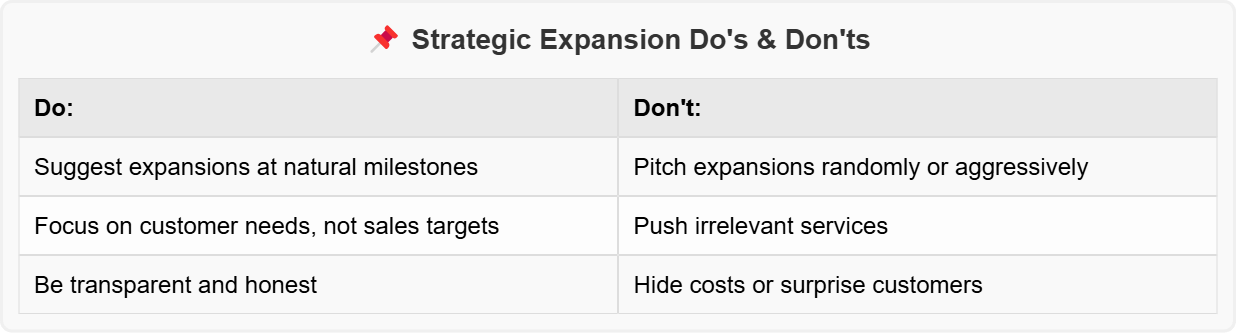 Strategic Expansion Do's & Don'ts
Do: Don't:
Suggest expansions at natural milestones Pitch expansions randomly or aggressively
Focus on customer needs, not sales targets Push irrelevant services
Be transparent and honest Hide costs or surprise customers